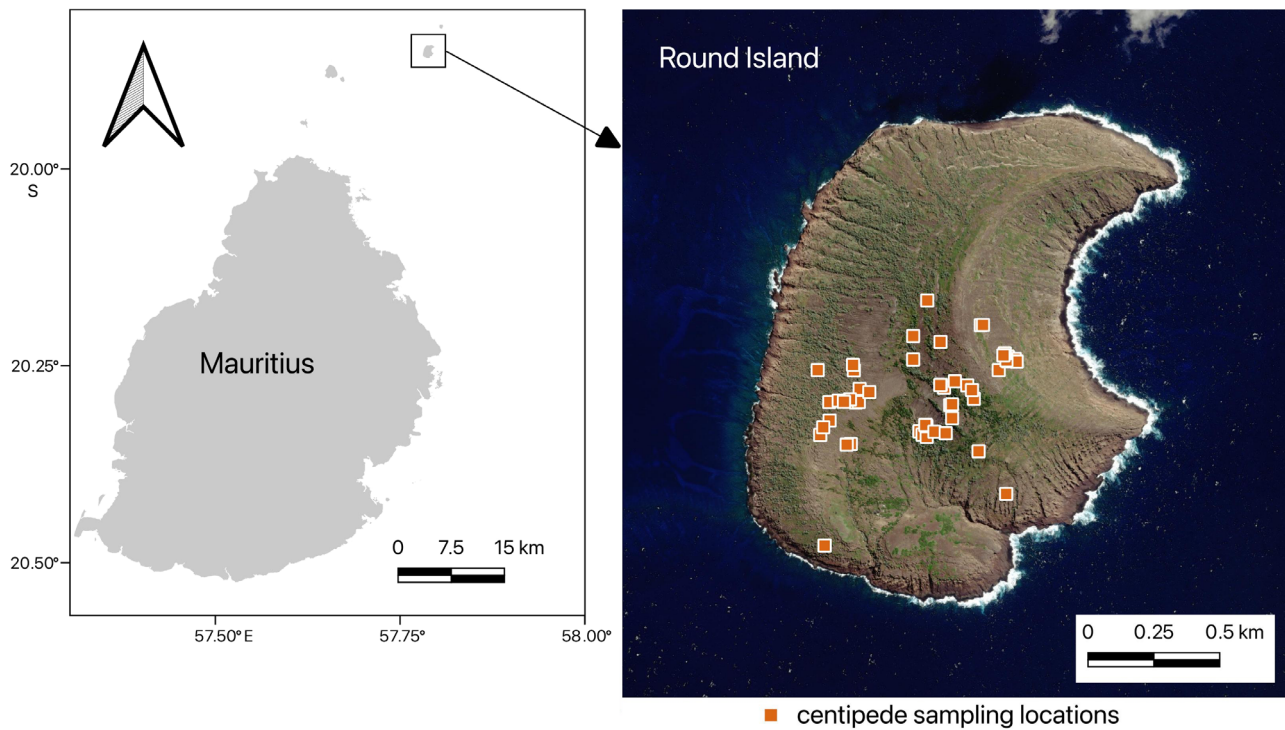 Round Island
20.00°
S
Mauritius
20.25°
0 7.5 15 km
20.50°
57.50° E 57.75° 58.00°
0 0.25 0.5 km
centipede sampling locations